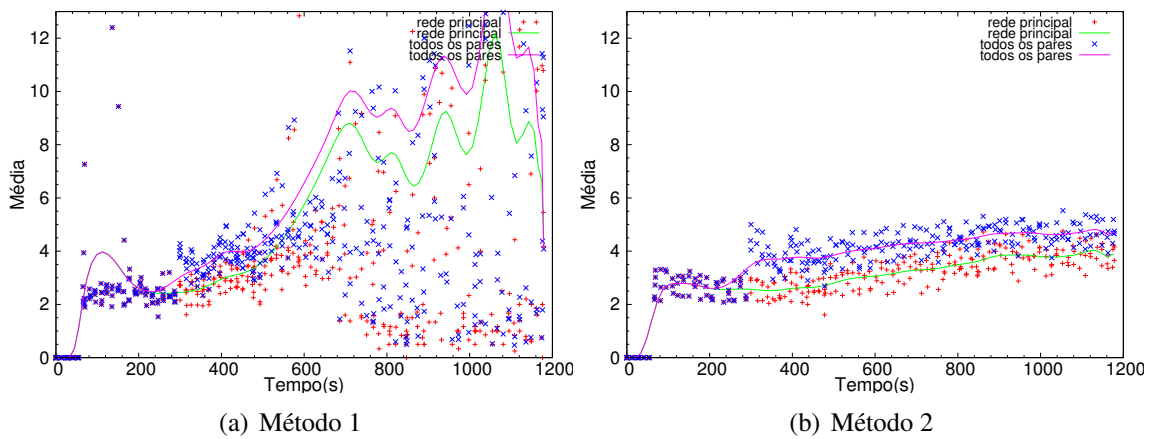 12
10
8
6
4
2
0
Média
0 200 400 600 800 1000 1200
Tempo(s)
rede principal
rede principal
todos os pares
todos os pares
(a) Método 1
12
10
8
6
4
2
0
Média
0 200 400 600 800 1000 1200
Tempo(s)
rede principal
rede principal
todos os pares
todos os pares
(b) Método 2